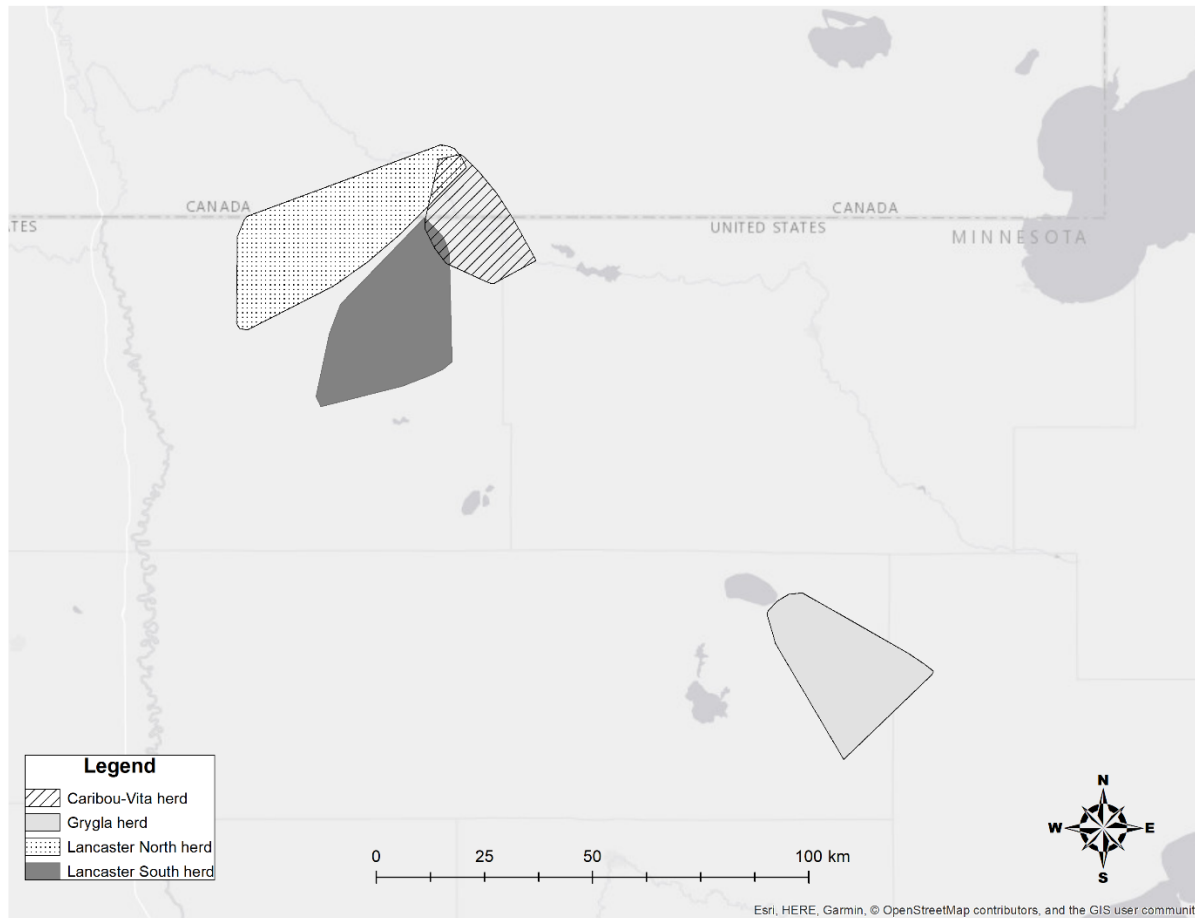 CANADA
TES
UNITED STATES
CANADA
MINNESOTA
Legend
Caribou-Vita herd
Grygla herd
Lancaster North herd
Lancaster South herd
0 25 50 100 km
N
W E
S
Esri, HERE, Garmin, © OpenStreetMap contributors, and the GIS user communit